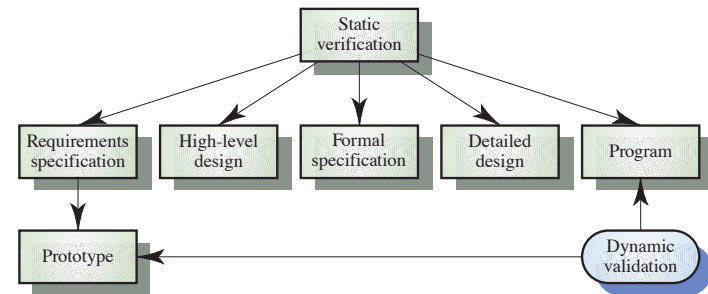 Static
verification
Requirements
specification
High-level
design
Formal
specification
Detailed
design
Program
Prototype
Dynamic
validation